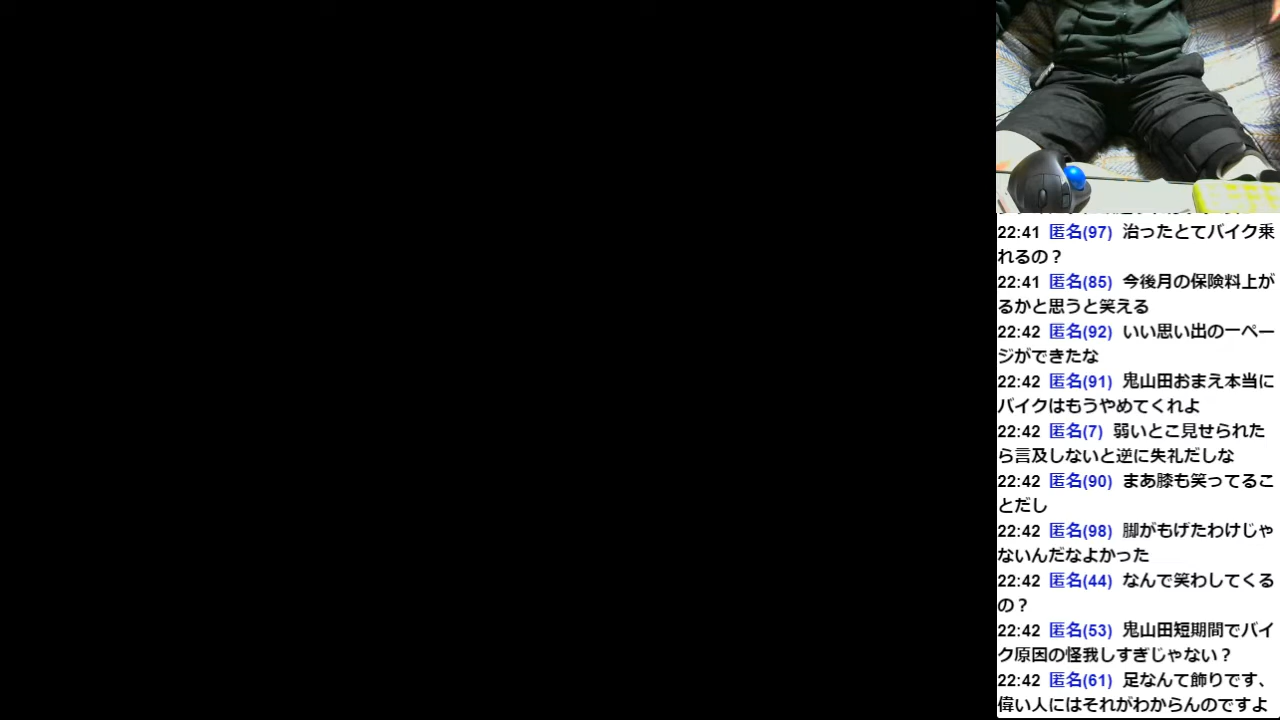 22:41 匿名(97) 治ったとてバイク乗
れるの？
22:41 匿名(85) 今後月の保険料上が
るかと思うと笑える
22:42 匿名(92) いい思い出の一ペー
ジができたな
22:42 匿名(91) 鬼山田おまえ本当に
バイクはもうやめてくれよ
22:42 匿名(7) 弱いとこ見せられた
ら言及しないと逆に失礼だしな
22:42 匿名(90) まあ膝も笑ってるこ
とだし
22:42 匿名(98) 脚がもげたわけじゃ
ないんだなよかった
22:42 匿名(44) なんで笑わしてくる
の？
22:42 匿名(53) 鬼山田短期間でバイ
ク原因の怪我しすぎじゃない？
22:42 匿名(61) 足なんて飾りです、
偉い人にはそれがわからんのですよ